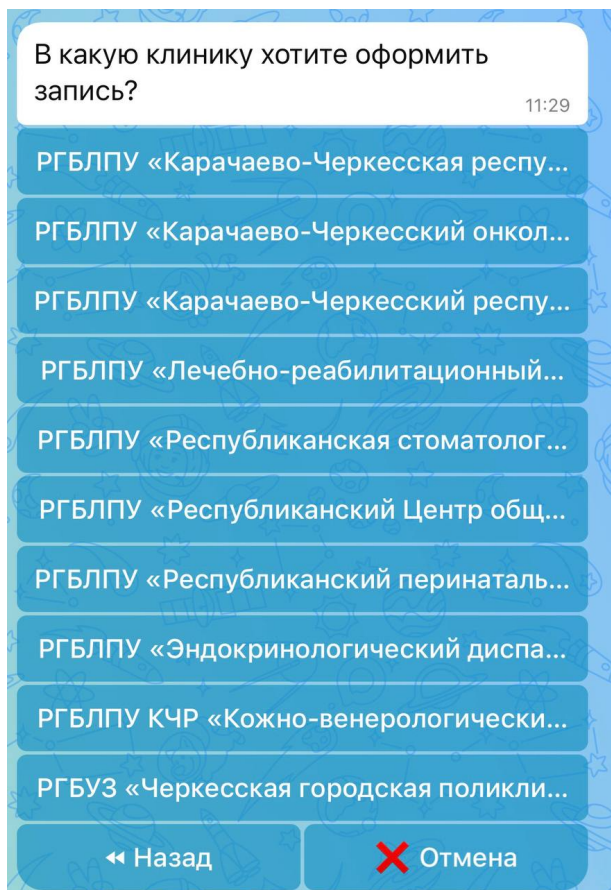 В какую клинику хотите оформить
запись?
11:29
РГБЛПУ «Карачаево-Черкесская респу...
РГБЛПУ «Карачаево-Черкесский онкол...
РГБЛПУ «Карачаево-Черкесский респу...
РГБЛПУ «Лечебно-реабилитационный...
РГБЛПУ «Республиканская стоматолог...
РГБЛПУ «Республиканский Центр общ...
РГБЛПУ «Республиканский перинаталь...
РГБЛПУ «Эндокринологический диспа...
РГБЛПУ КЧР «Кожно-венерологически...
РГБУЗ «Черкесская городская поликли...
Назад
Отмена